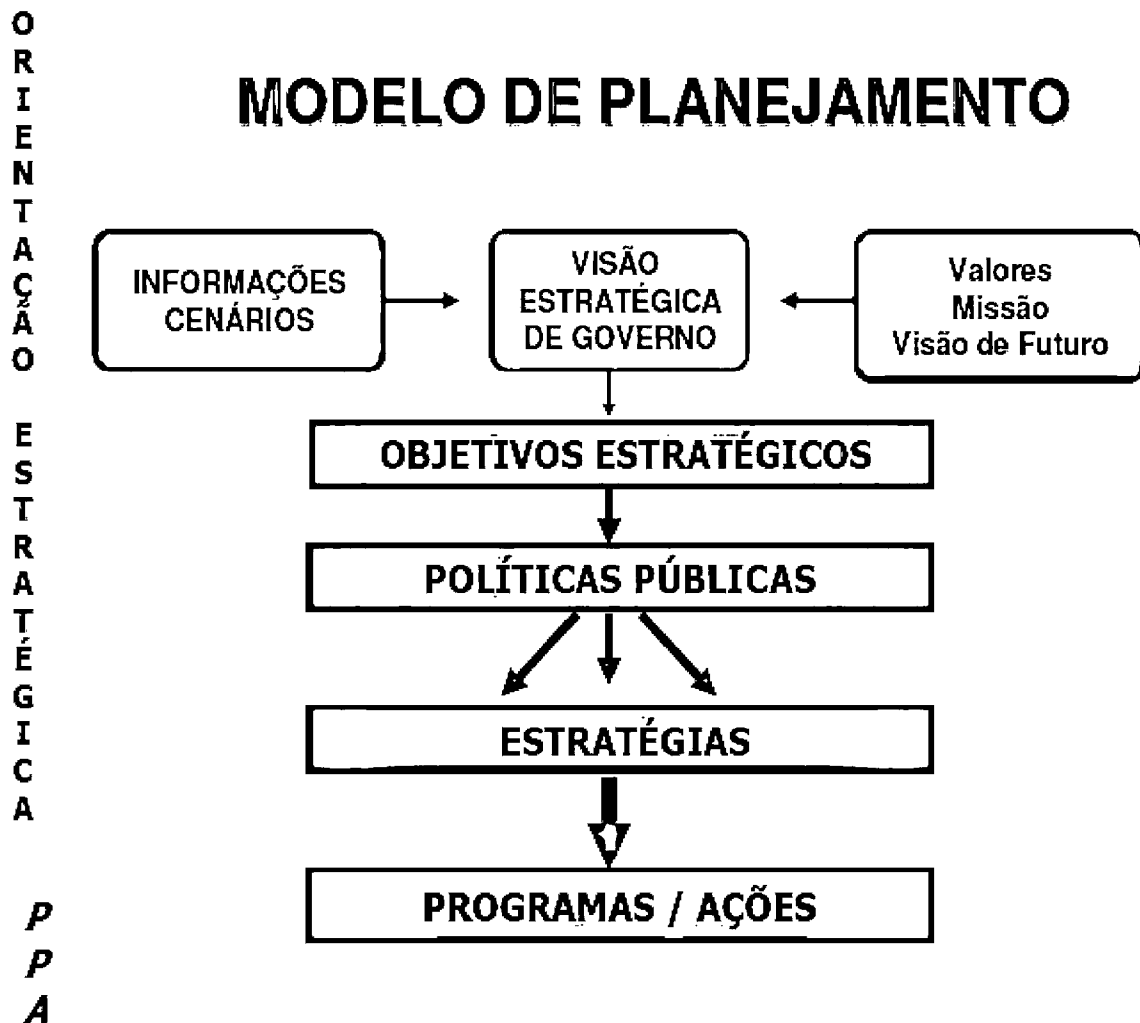 ORIENTAÇÃO
ESTRATÉGICA
PPA
MODELO DE PLANEJAMENTO
INFORMAÇÕES
CENÁRIOS
VISÃO
ESTRATÉGICA
DE GOVERNO
Valores
Missão
Visão de Futuro
OBJETIVOS ESTRATÉGICOS
POLÍTICAS PÚBLICAS
ESTRATÉGIAS
PROGRAMAS / AÇÕES